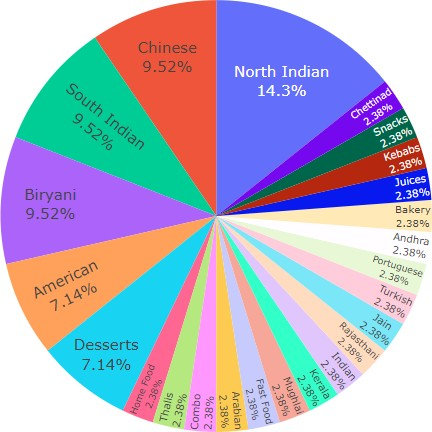 North Indian
14.3%
Chettinad
2.38%
Snacks
2.38%
Kebabs
2.38%
Juices
2.38%
Bakery
2.38%
Andhra
2.38%
Portuguese
2.38%
Turkish
2.38%
Jain
2.38%
Rajasthani
2.38%
Indian
2.38%
Kerala
2.38%
Mughlai
2.38%
Fast Food
2.38%
Arabian
2.38%
Combo
2.38%
Thalis
2.38%
Home Food
2.38%
Desserts
7.14%
American
7.14%
Biryani
9.52%
South Indian
9.52%
Chinese
9.52%